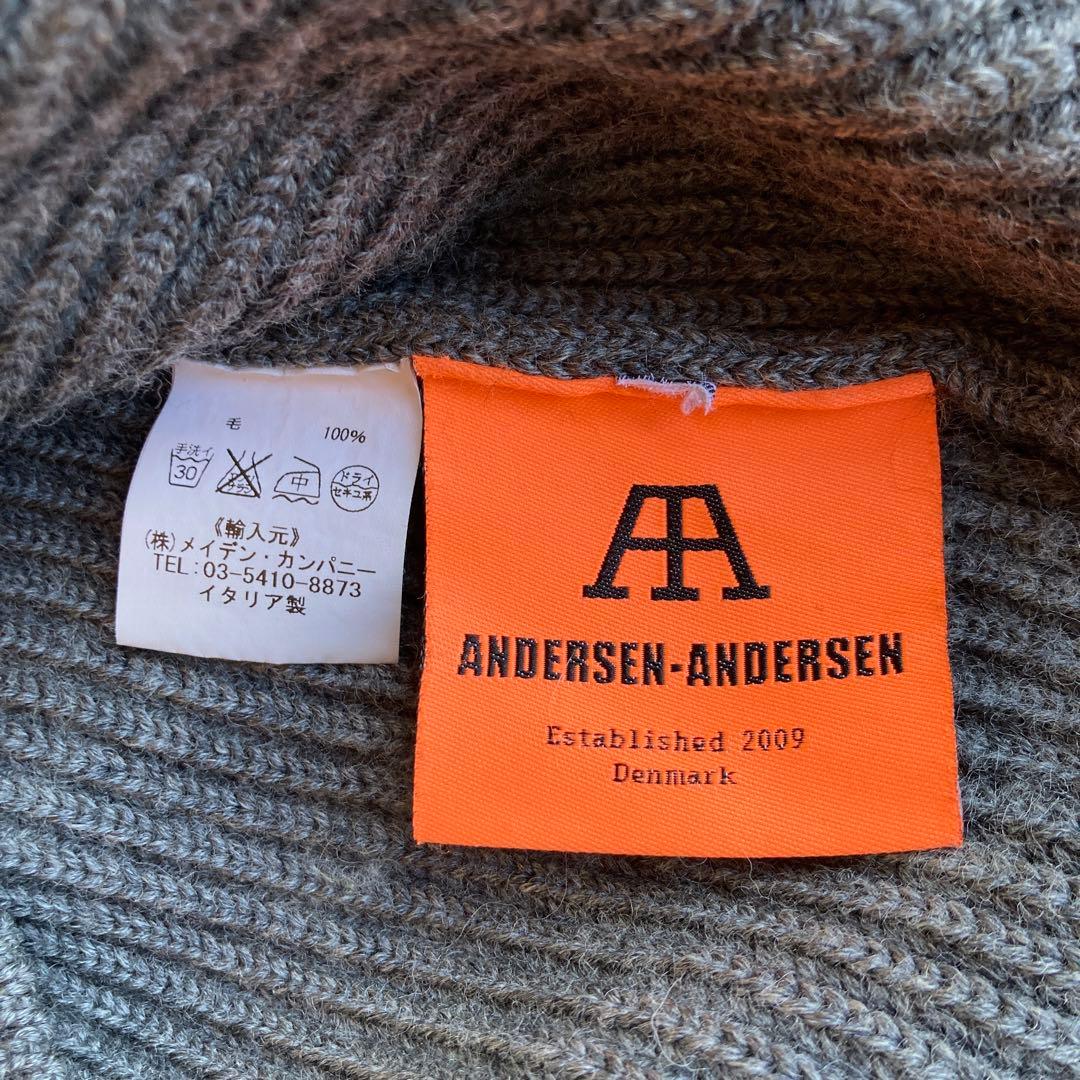 毛 100%
手洗イ
30
中
ドライ
セキユ系
《輸入元》
(株)メイデン・カンパニー
TEL:03-5410-8873
イタリア製
AA
ANDERSEN-ANDERSEN
Established 2009
Denmark